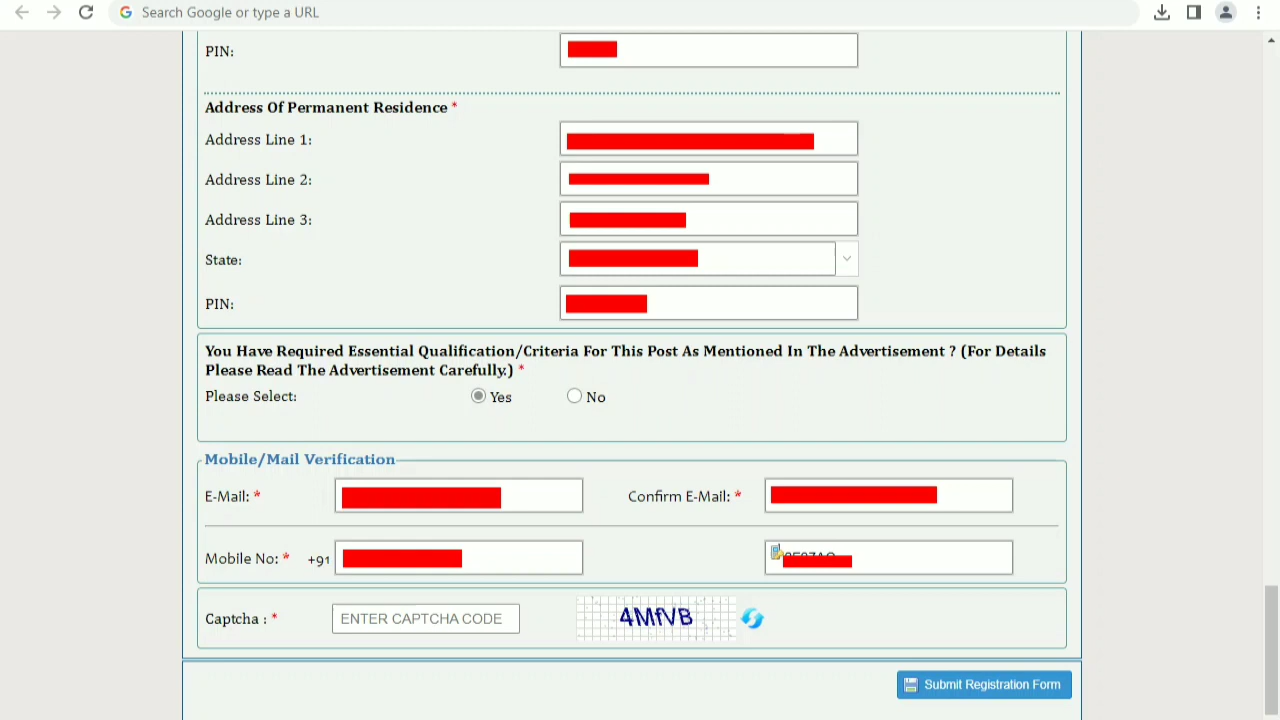 Search Google or type a URL
PIN:
Address Of Permanent Residence *
Address Line 1:
Address Line 2:
Address Line 3:
State:
PIN:
You Have Required Essential Qualification/Criteria For This Post As Mentioned In The Advertisement ? (For Details
Please Read The Advertisement Carefully.) *
Please Select: Yes No
Mobile/Mail Verification
E-Mail: * Confirm E-Mail: *
Mobile No: * +91
Captcha : * ENTER CAPTCHA CODE 4MfVB
Submit Registration Form